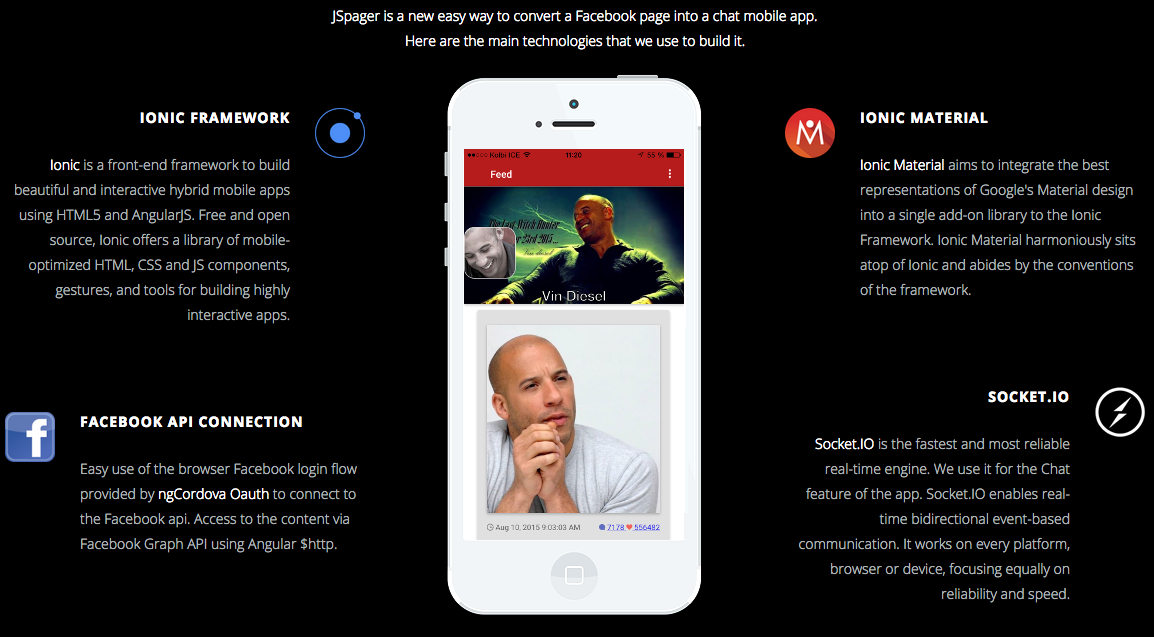 JSpager is a new easy way to convert a Facebook page into a chat mobile app.
Here are the main technologies that we use to build it.
IONIC FRAMEWORK
Ionic is a front-end framework to build
beautiful and interactive hybrid mobile apps
using HTML5 and AngularJS. Free and open
source, Ionic offers a library of mobile-
optimized HTML, CSS and JS components,
gestures, and tools for building highly
interactive apps.
FACEBOOK API CONNECTION
Easy use of the browser Facebook login flow
provided by ngCordova Oauth to connect to
the Facebook api. Access to the content via
Facebook Graph API using Angular $http.
Kolbi ICE 11:20 55 %
Feed
The Last Witch Hunter
23rd 2015...
Vin diesel
Vin Diesel
Aug 10, 2015 9:03:03 AM 7178 556482
IONIC MATERIAL
Ionic Material aims to integrate the best
representations of Google's Material design
into a single add-on library to the Ionic
Framework. Ionic Material harmoniously sits
atop of Ionic and abides by the conventions
of the framework.
SOCKET.IO
Socket.IO is the fastest and most reliable
real-time engine. We use it for the Chat
feature of the app. Socket.IO enables real-
time bidirectional event-based
communication. It works on every platform,
browser or device, focusing equally on
reliability and speed.